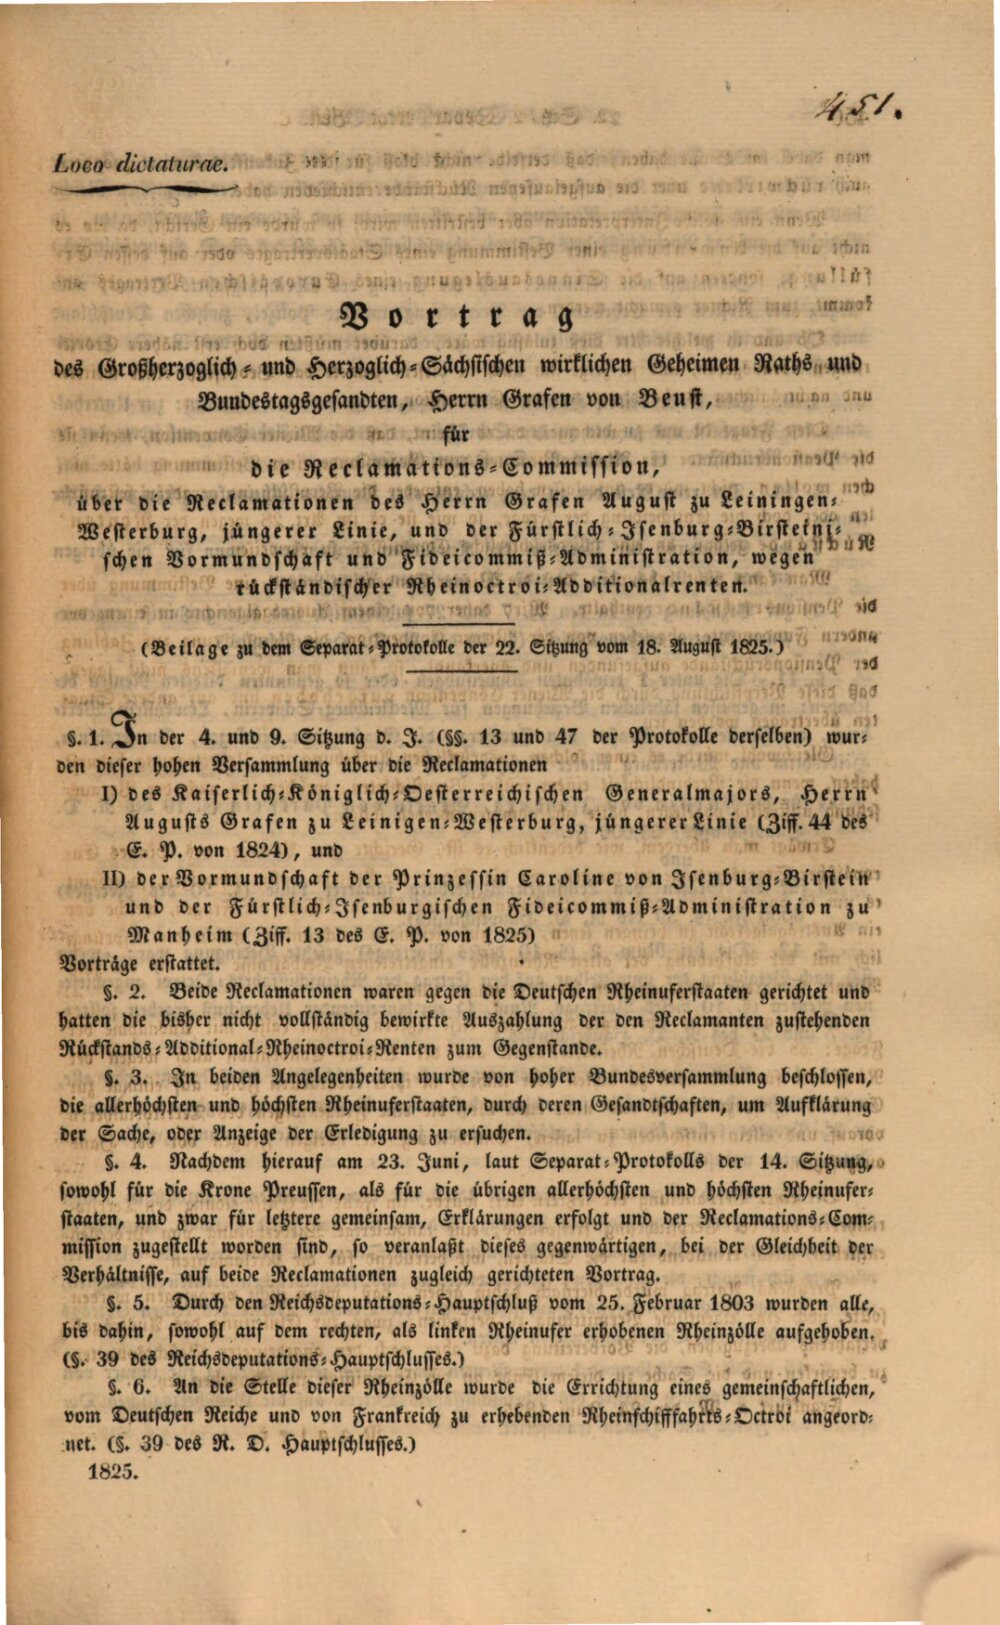 451.
Loco dictaturae.
Vortrag
des Großherzoglich- und Herzoglich-Sächsischen wirklichen Geheimen Raths und
Bundestagsgesandten, Herrn Grafen von Beust,
für
die Reclamations-Commission,
über die Reclamationen des Herrn Grafen August zu Leiningen-
Westerburg, jüngerer Linie, und der Fürstlich-Isenburg-Birsteini-
schen Vormundschaft und Fideicommiß-Administration, wegen
rückständischer Rheinoctroi-Additionalrenten.
(Beilage zu dem Separat-Protokolle der 22. Sitzung vom 18. August 1825.)
§. 1. In der 4. und 9. Sitzung d. J. (§§. 13 und 47 der Protokolle derselben) wur-
den dieser hohen Versammlung über die Reclamationen
I) des Kaiserlich-Königlich-Oesterreichischen Generalmajors, Herrn
Augusts Grafen zu Leinigen-Westerburg, jüngerer Linie (Ziff. 44 des
E. P. von 1824), und
II) der Vormundschaft der Prinzessin Caroline von Isenburg-Birstein
und der Fürstlich-Isenburgischen Fideicommiß-Administration zu
Manheim (Ziff. 13 des E. P. von 1825)
Vorträge erstattet.
§. 2. Beide Reclamationen waren gegen die Deutschen Rheinuferstaaten gerichtet und
hatten die bisher nicht vollständig bewirkte Auszahlung der den Reclamanten zustehenden
Rückstands-Additional-Rheinoctroi-Renten zum Gegenstande.
§. 3. In beiden Angelegenheiten wurde von hoher Bundesversammlung beschlossen,
die allerhöchsten und höchsten Rheinuferstaaten, durch deren Gesandtschaften, um Aufklärung
der Sache, oder Anzeige der Erledigung zu ersuchen.
§. 4. Nachdem hierauf am 23. Juni, laut Separat-Protokolls der 14. Sitzung,
sowohl für die Krone Preussen, als für die übrigen allerhöchsten und höchsten Rheinufer-
staaten, und zwar für letztere gemeinsam, Erklärungen erfolgt und der Reclamations-Com-
mission zugestellt worden sind, so veranlaßt dieses gegenwärtigen, bei der Gleichheit der
Verhältnisse, auf beide Reclamationen zugleich gerichteten Vortrag.
§. 5. Durch den Reichsdeputations-Hauptschluß vom 25. Februar 1803 wurden alle,
bis dahin, sowohl auf dem rechten, als linken Rheinufer erhobenen Rheinzölle aufgehoben.
(§. 39 des Reichsdeputations-Hauptschlusses.)
§. 6. An die Stelle dieser Rheinzölle wurde die Errichtung eines gemeinschaftlichen,
vom Deutschen Reiche und von Frankreich zu erhebenden Rheinschifffahrts-Octroi angeord-
net. (§. 39 des R. D. Hauptschlusses.)
1825.